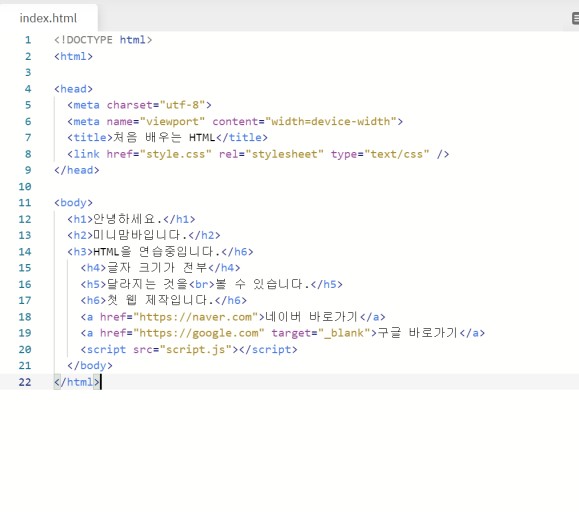 index.html
1 <!DOCTYPE html>
2 <html>
3
4 <head>
5   <meta charset="utf-8">
6   <meta name="viewport" content="width=device-width">
7   <title>처음 배우는 HTML</title>
8   <link href="style.css" rel="stylesheet" type="text/css" />
9 </head>
10
11 <body>
12   <h1>안녕하세요.</h1>
13   <h2>미니맘바입니다.</h2>
14   <h3>HTML을 연습중입니다.</h6>
15     <h4>글자 크기가 전부</h4>
16     <h5>달라지는 것을<br>볼 수 있습니다.</h5>
17     <h6>첫 웹 제작입니다.</h6>
18     <a href="https://naver.com">네이버 바로가기</a>
19     <a href="https://google.com" target="_blank">구글 바로가기</a>
20     <script src="script.js"></script>
21   </body>
22 </html>